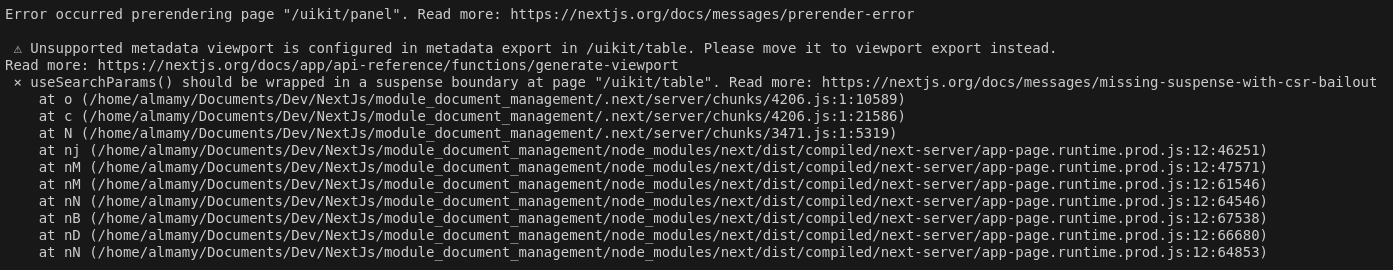 Error occurred prerendering page "/uikit/panel". Read more: https://nextjs.org/docs/messages/prerender-error
⚠ Unsupported metadata viewport is configured in metadata export in /uikit/table. Please move it to viewport export instead.
Read more: https://nextjs.org/docs/app/api-reference/functions/generate-viewport
⨯ useSearchParams() should be wrapped in a suspense boundary at page "/uikit/table". Read more: https://nextjs.org/docs/messages/missing-suspense-with-csr-bailout
at o (/home/almamy/Documents/Dev/NextJs/module_document_management/.next/server/chunks/4206.js:1:10589)
at c (/home/almamy/Documents/Dev/NextJs/module_document_management/.next/server/chunks/4206.js:1:21586)
at N (/home/almamy/Documents/Dev/NextJs/module_document_management/.next/server/chunks/3471.js:1:5319)
at nj (/home/almamy/Documents/Dev/NextJs/module_document_management/node_modules/next/dist/compiled/next-server/app-page.runtime.prod.js:12:46251)
at nM (/home/almamy/Documents/Dev/NextJs/module_document_management/node_modules/next/dist/compiled/next-server/app-page.runtime.prod.js:12:47571)
at nM (/home/almamy/Documents/Dev/NextJs/module_document_management/node_modules/next/dist/compiled/next-server/app-page.runtime.prod.js:12:61546)
at nN (/home/almamy/Documents/Dev/NextJs/module_document_management/node_modules/next/dist/compiled/next-server/app-page.runtime.prod.js:12:64546)
at nB (/home/almamy/Documents/Dev/NextJs/module_document_management/node_modules/next/dist/compiled/next-server/app-page.runtime.prod.js:12:67538)
at nD (/home/almamy/Documents/Dev/NextJs/module_document_management/node_modules/next/dist/compiled/next-server/app-page.runtime.prod.js:12:66680)
at nN (/home/almamy/Documents/Dev/NextJs/module_document_management/node_modules/next/dist/compiled/next-server/app-page.runtime.prod.js:12:64853)